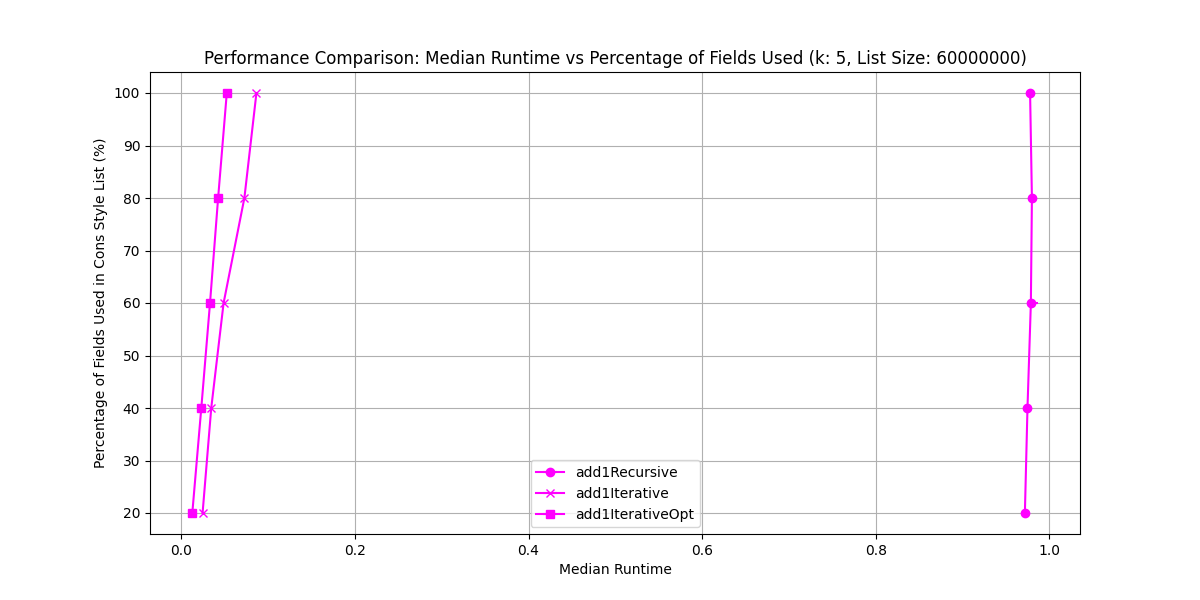 Performance Comparison: Median Runtime vs Percentage of Fields Used (k: 5, List Size: 60000000)
Percentage of Fields Used in Cons Style List (%)
100
90
80
70
60
50
40
30
20
add1Recursive
add1Iterative
add1IterativeOpt
0.0 0.2 0.4 0.6 0.8 1.0
Median Runtime